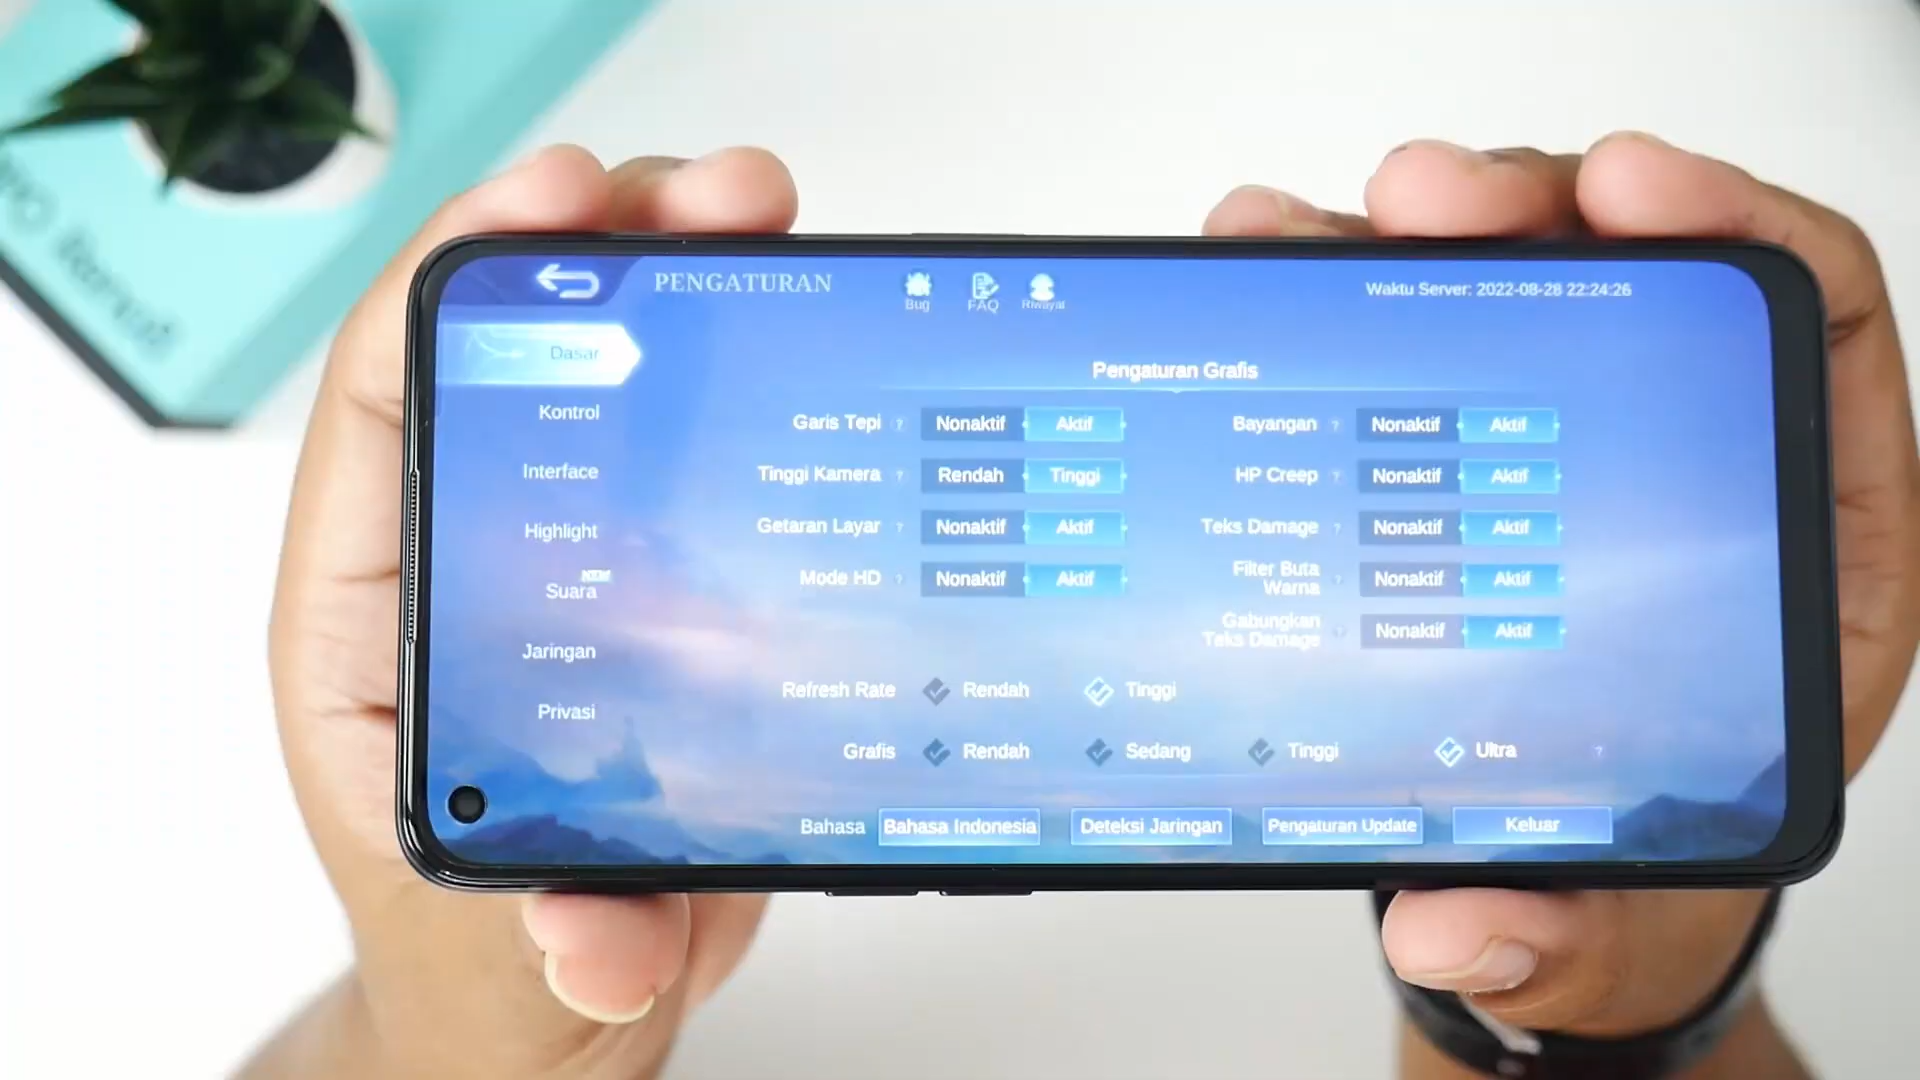 PENGATURAN
Bug
FAQ
Riwayat
Waktu Server: 2022-08-28 22:24:26
Dasar
Kontrol
Interface
Highlight
NEW
Suara
Jaringan
Privasi
Pengaturan Grafis
Garis Tepi ? Nonaktif Aktif
Bayangan ? Nonaktif Aktif
Tinggi Kamera ? Rendah Tinggi
HP Creep ? Nonaktif Aktif
Getaran Layar ? Nonaktif Aktif
Teks Damage ? Nonaktif Aktif
Mode HD ? Nonaktif Aktif
Filter Buta
Warna ? Nonaktif Aktif
Gabungkan
Teks Damage ? Nonaktif Aktif
Refresh Rate Rendah Tinggi
Grafis Rendah Sedang Tinggi Ultra ?
Bahasa Bahasa Indonesia Deteksi Jaringan Pengaturan Update Keluar